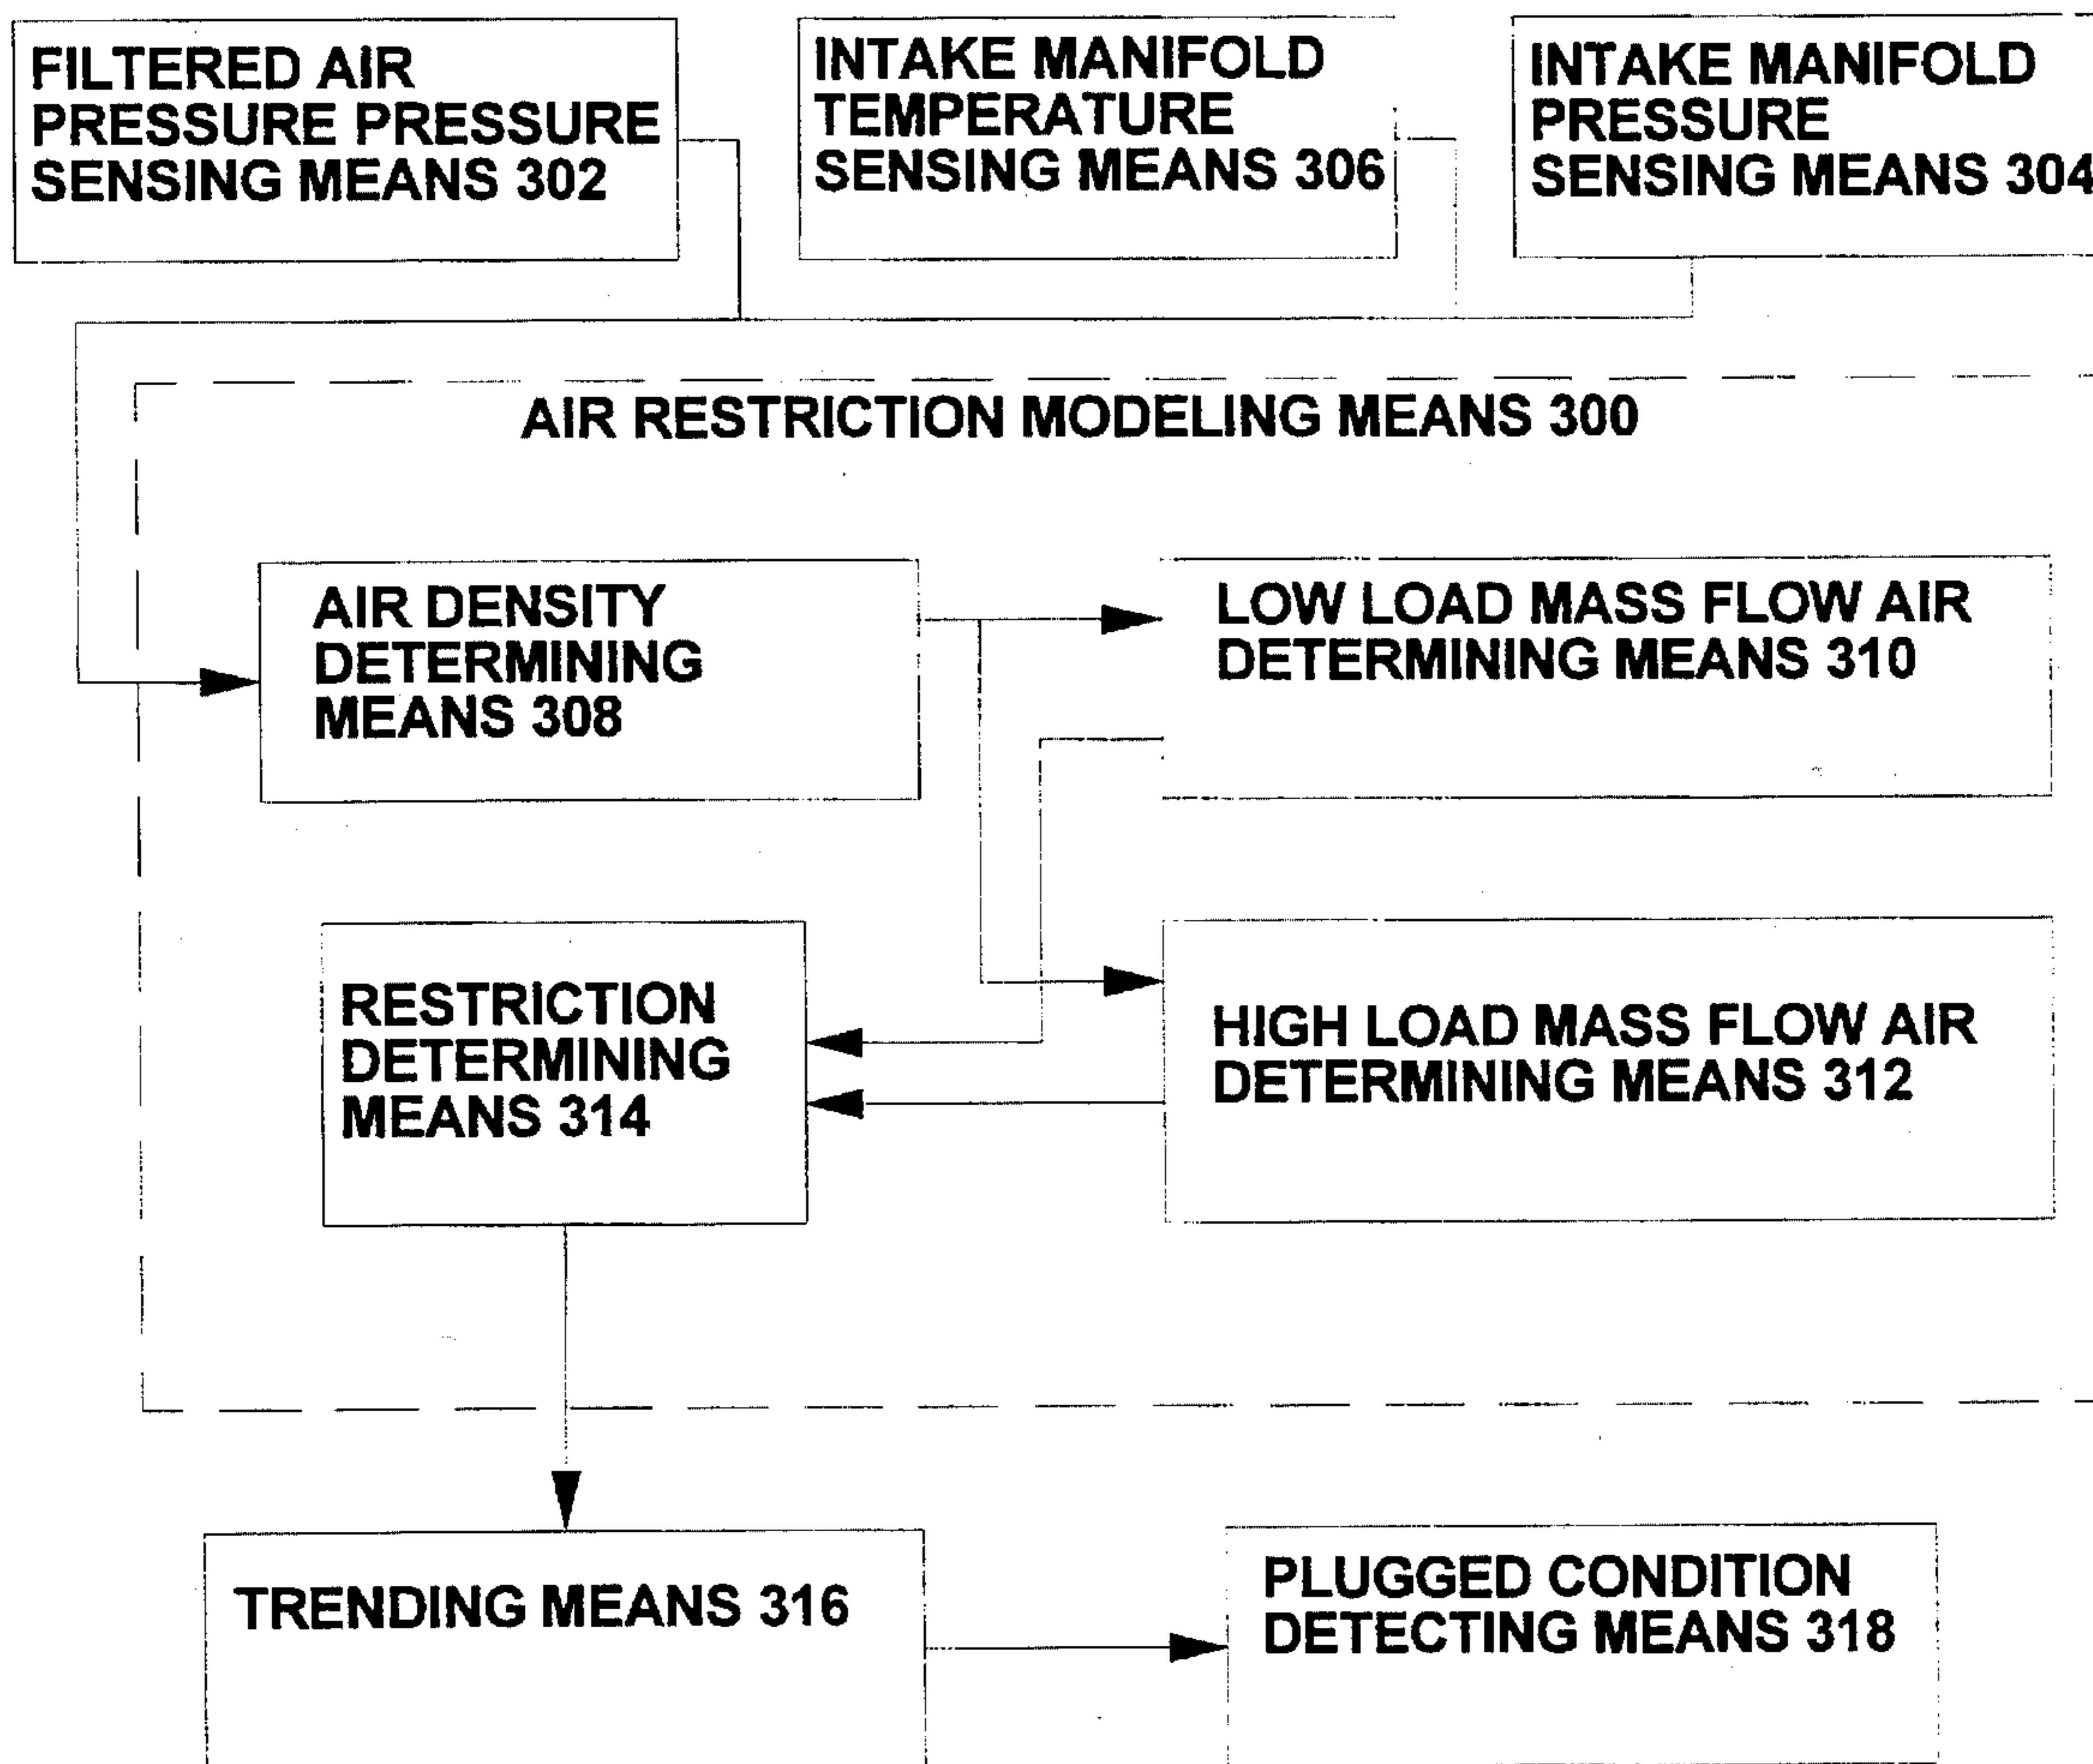 FILTERED AIR
PRESSURE PRESSURE
SENSING MEANS 302
INTAKE MANIFOLD
TEMPERATURE
SENSING MEANS 306
INTAKE MANIFOLD
PRESSURE
SENSING MEANS 304
AIR RESTRICTION MODELING MEANS 300
AIR DENSITY
DETERMINING
MEANS 308
LOW LOAD MASS FLOW AIR
DETERMINING MEANS 310
RESTRICTION
DETERMINING
MEANS 314
HIGH LOAD MASS FLOW AIR
DETERMINING MEANS 312
TRENDING MEANS 316
PLUGGED CONDITION
DETECTING MEANS 318